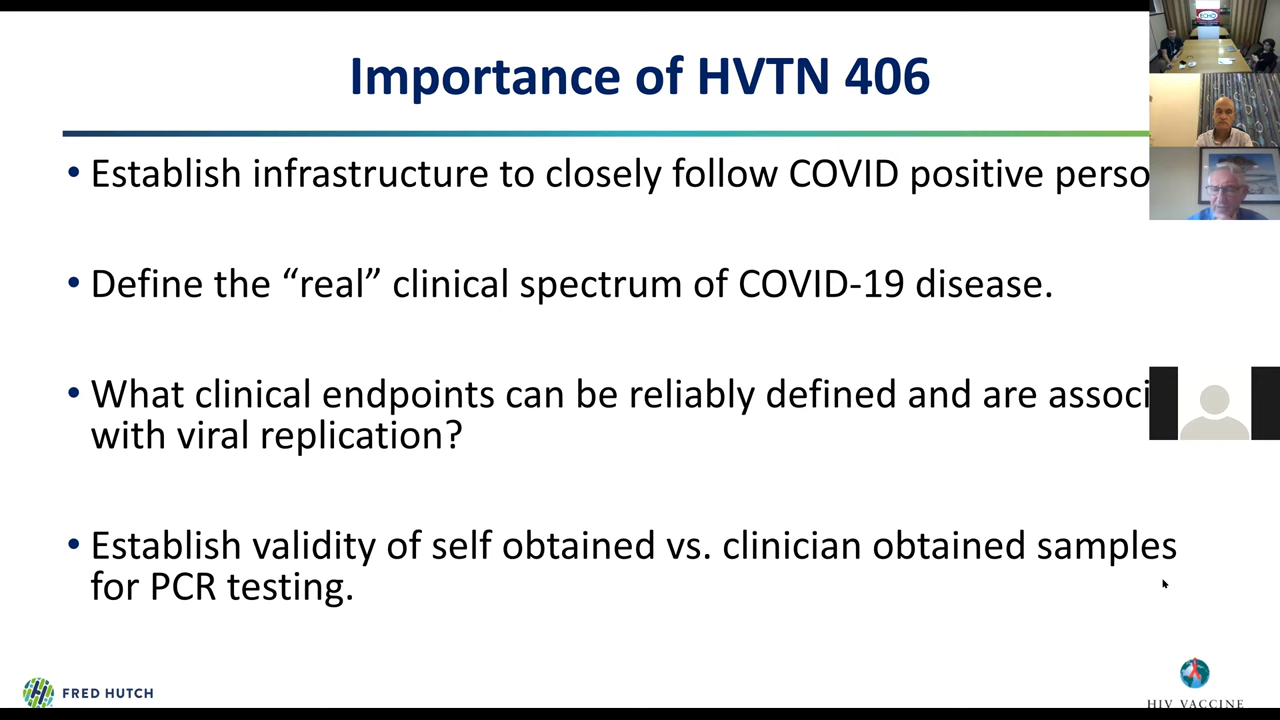 Importance of HVTN 406
ECHO
• Establish infrastructure to closely follow COVID positive perso
• Define the “real” clinical spectrum of COVID-19 disease.
• What clinical endpoints can be reliably defined and are associ
with viral replication?
• Establish validity of self obtained vs. clinician obtained samples
for PCR testing.
FRED HUTCH
HIV VACCINE